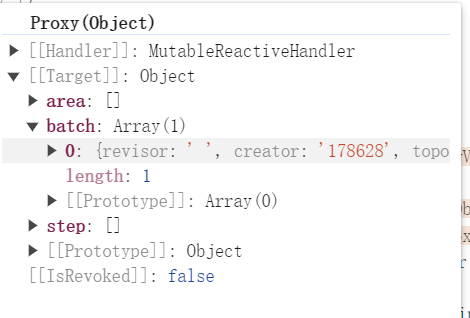 Proxy(Object)
[[Handler]]: MutableReactiveHandler
[[Target]]: Object
area: []
batch: Array(1)
0: {revisor: ' ', creator: '178628', topo
length: 1
[[Prototype]]: Array(0)
step: []
[[Prototype]]: Object
[[IsRevoked]]: false